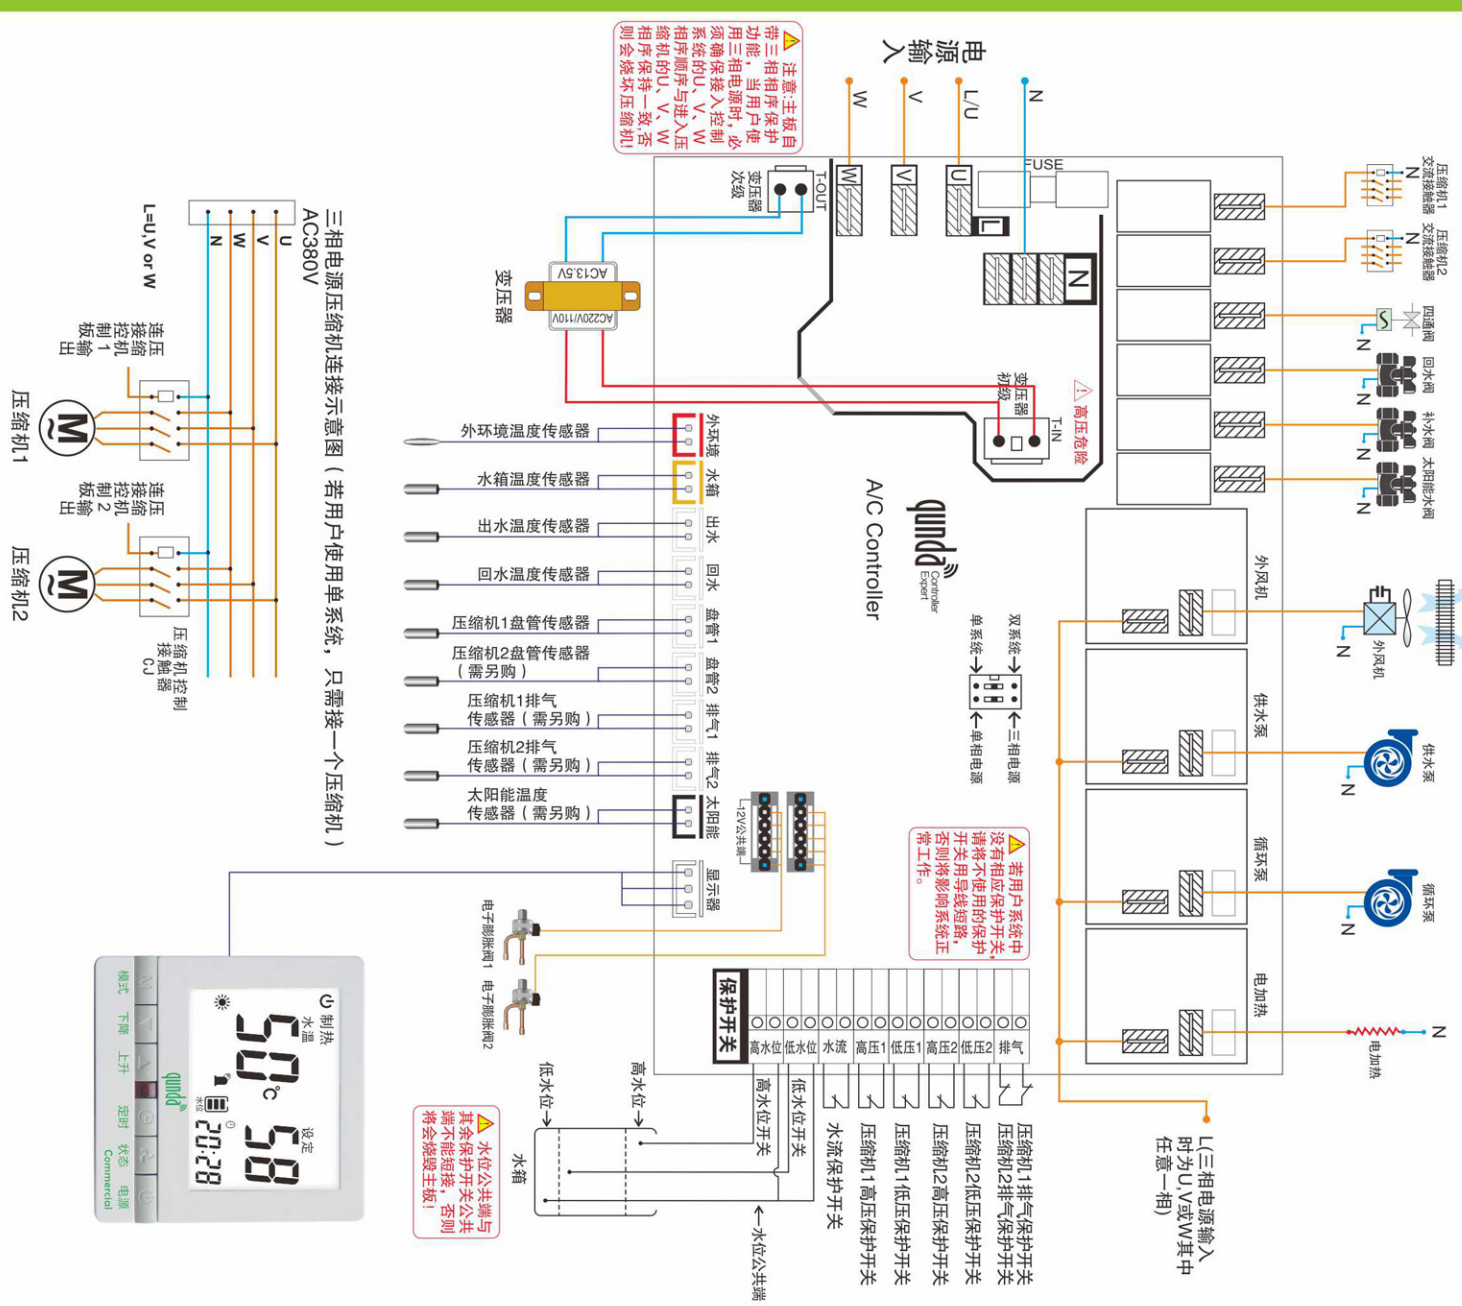 电源
输入
W
V
L/U
N
⚠ 注意:主板自
带三相相序保护
功能，当用户使
用三相电源时，必
须确保接入控制
系统的U、V、W
相序顺序与进入压
缩机的U、V、W
相序保持一致,否
则会烧坏压缩机!
W
V
U
L
FUSE
N
T-OUT
变压器
次级
AC13.5V
AC220V/110V
变压器
变压器
初级
T-IN
高压危险
A/C Controller
qunda
Controller
Expert
压缩机1
交流接触器
N
压缩机2
交流接触器
N
四通阀
N
回水阀
N
补水阀
N
太阳能水阀
N
外风机
外风机
N
供水泵
供水泵
N
循环泵
循环泵
N
电加热
电加热
N
L(三相电源输入
时为U.V或W其中
任意一相)
双系统→
单系统→
←三相电源
←单相电源
⚠ 若用户系统中
没有相应保护开关,
请将不使用的保护
开关用导线短路，
否则将影响系统正
常工作。
外环境
水箱
出水
回水
盘管1
盘管2
排气1
排气2
太阳能
显示器
外环境温度传感器
水箱温度传感器
出水温度传感器
回水温度传感器
压缩机1盘管传感器
压缩机2盘管传感器
（需另购）
压缩机1排气
传感器（需另购）
压缩机2排气
传感器（需另购）
太阳能温度
传感器（需另购）
12V公共端
电子膨胀阀1
电子膨胀阀2
保护开关
高水位
低水位
水流
高压1
低压1
高压2
低压2
排气
高水位开关
低水位开关
水流保护开关
压缩机1高压保护开关
压缩机1低压保护开关
压缩机2高压保护开关
压缩机2低压保护开关
压缩机2排气保护开关
压缩机1排气保护开关
低水位→
高水位→
水箱
←水位公共端
⚠ 水位公共端与
其余保护开关公共
端不能短接，否则
将会烧毁主板!
三相电源压缩机连接示意图（若用户使用单系统，只需接一个压缩机）
AC380V
U
V
W
N
L=U,V or W
连接控制板
压缩机1输出
M
~
压缩机1
连接控制板
压缩机2输出
M
~
压缩机2
压缩机控制
接触器
CJ
制热
水温
50℃
设定
58
水位
20:28
qunda
M
模式
下降
上升
定时
状态
电源
Commercial